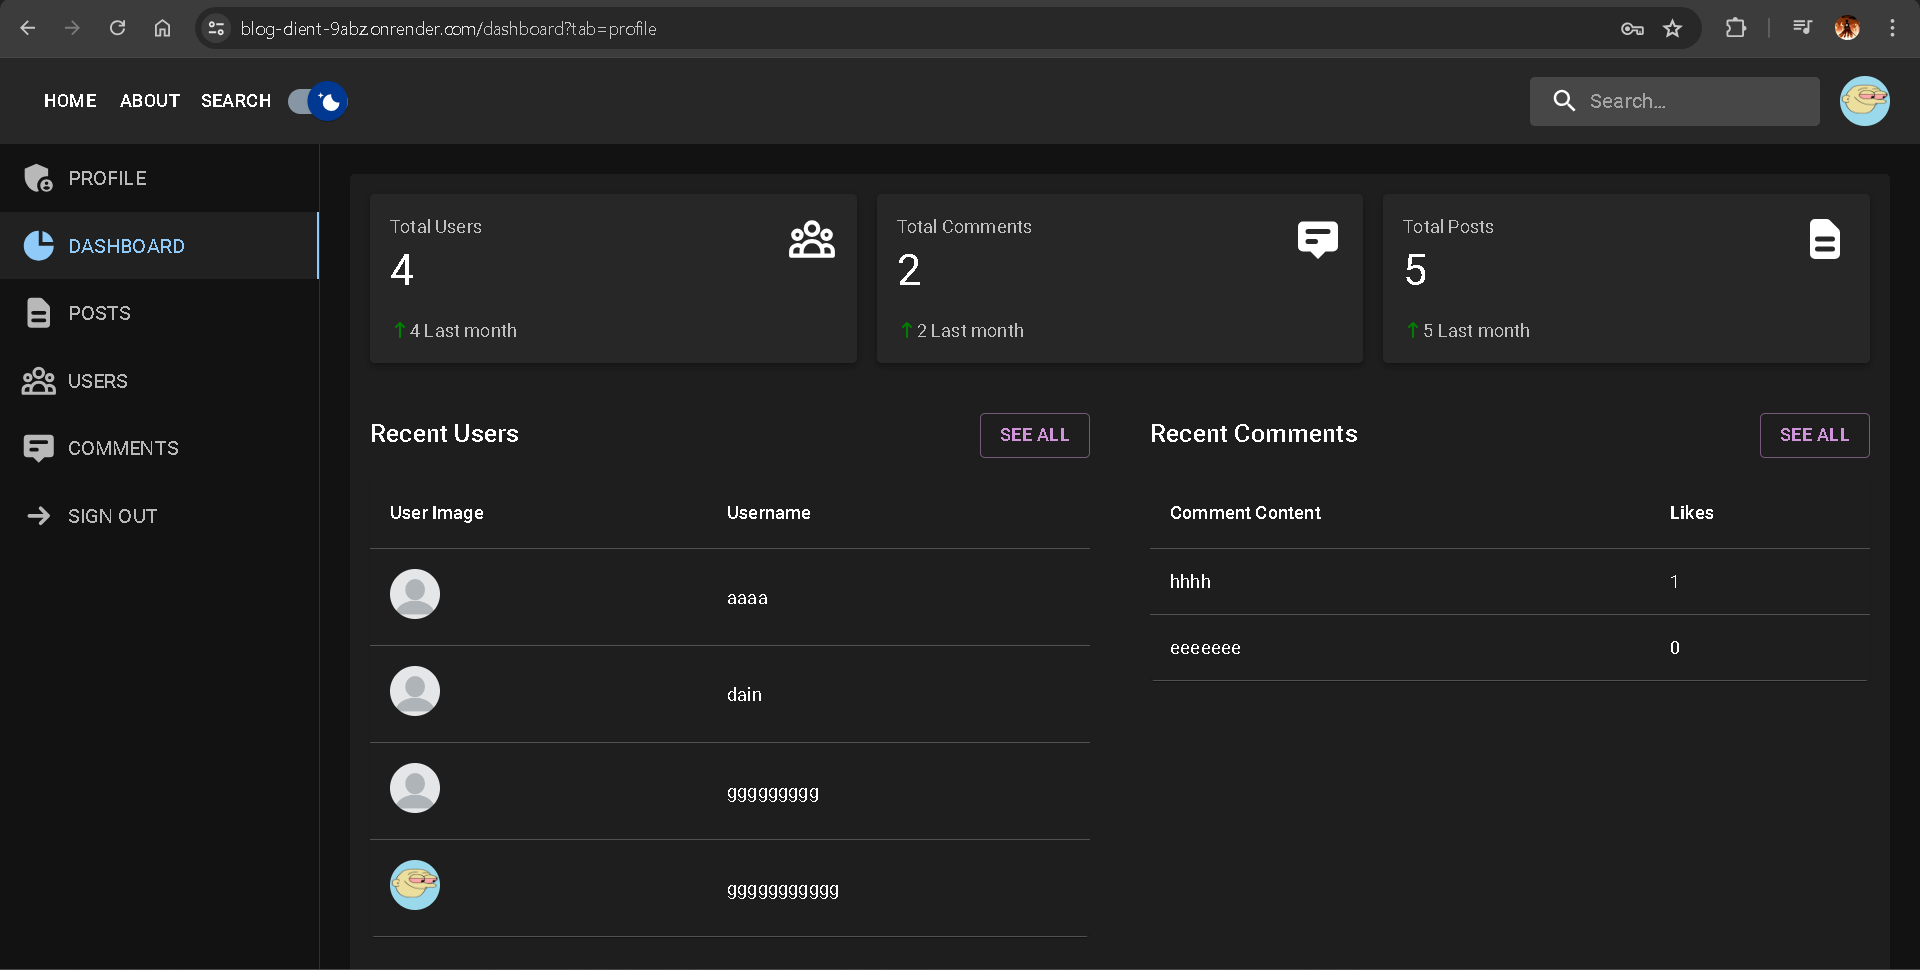 blog-client-9abz.onrender.com/dashboard?tab=profile
HOME ABOUT SEARCH
Search...
PROFILE
DASHBOARD
POSTS
USERS
COMMENTS
SIGN OUT
Total Users
4
4 Last month
Total Comments
2
2 Last month
Total Posts
5
5 Last month
Recent Users
SEE ALL
User Image Username
aaaa
dain
ggggggggg
ggggggggggg
Recent Comments
SEE ALL
Comment Content Likes
hhhh 1
eeeeeee 0